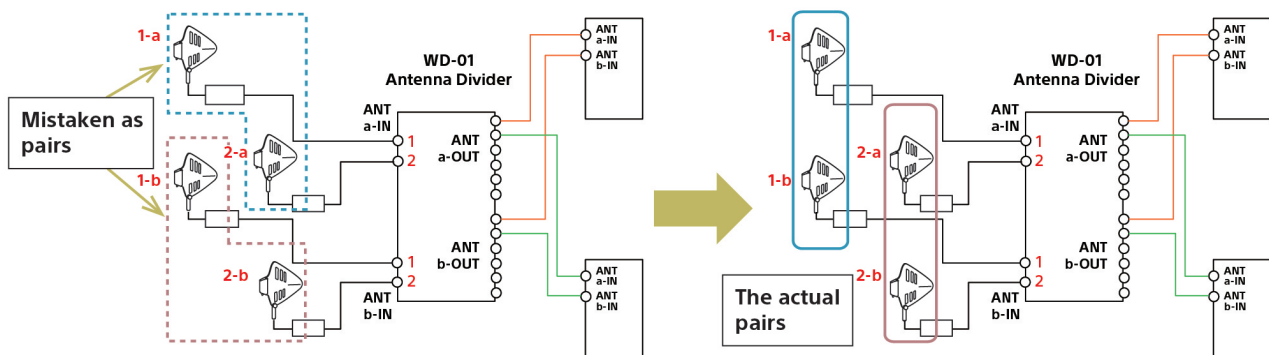 1-a
Mistaken as
pairs
1-b
2-a
2-b
WD-01
Antenna Divider
ANT
a-IN
1
2
ANT
a-OUT
ANT
b-OUT
1
2
ANT
b-IN
ANT
a-IN
ANT
b-IN
ANT
a-IN
ANT
b-IN
1-a
1-b
2-a
2-b
The actual
pairs
WD-01
Antenna Divider
ANT
a-IN
1
2
ANT
a-OUT
ANT
b-OUT
1
2
ANT
b-IN
ANT
a-IN
ANT
b-IN
ANT
a-IN
ANT
b-IN